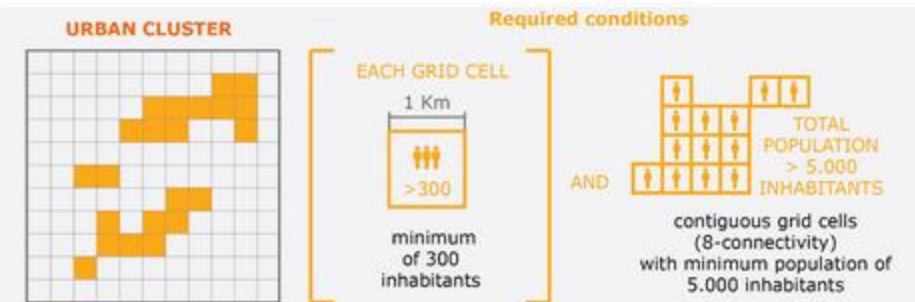 Required conditions
URBAN CLUSTER
EACH GRID CELL
1 Km
>300
minimum
of 300
inhabitants
AND
TOTAL
POPULATION
> 5.000
INHABITANTS
contiguous grid cells
(8-connectivity)
with minimum population of
5.000 inhabitants